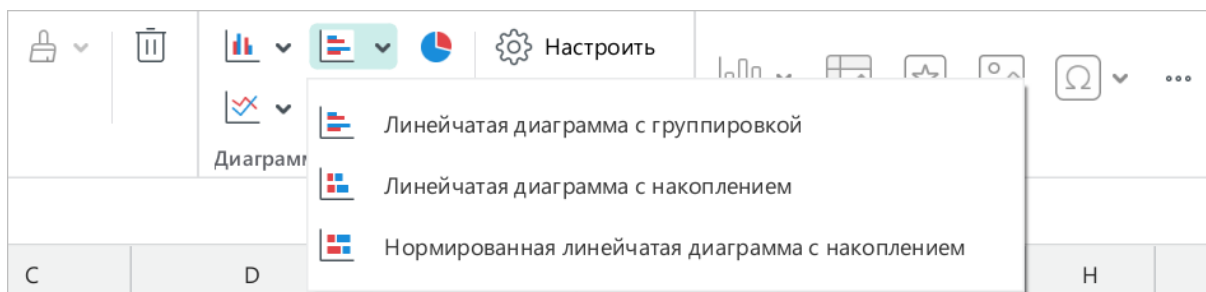 Настроить
Линейчатая диаграмма с группировкой
Диаграмм
Линейчатая диаграмма с накоплением
Нормированная линейчатая диаграмма с накоплением
C D H